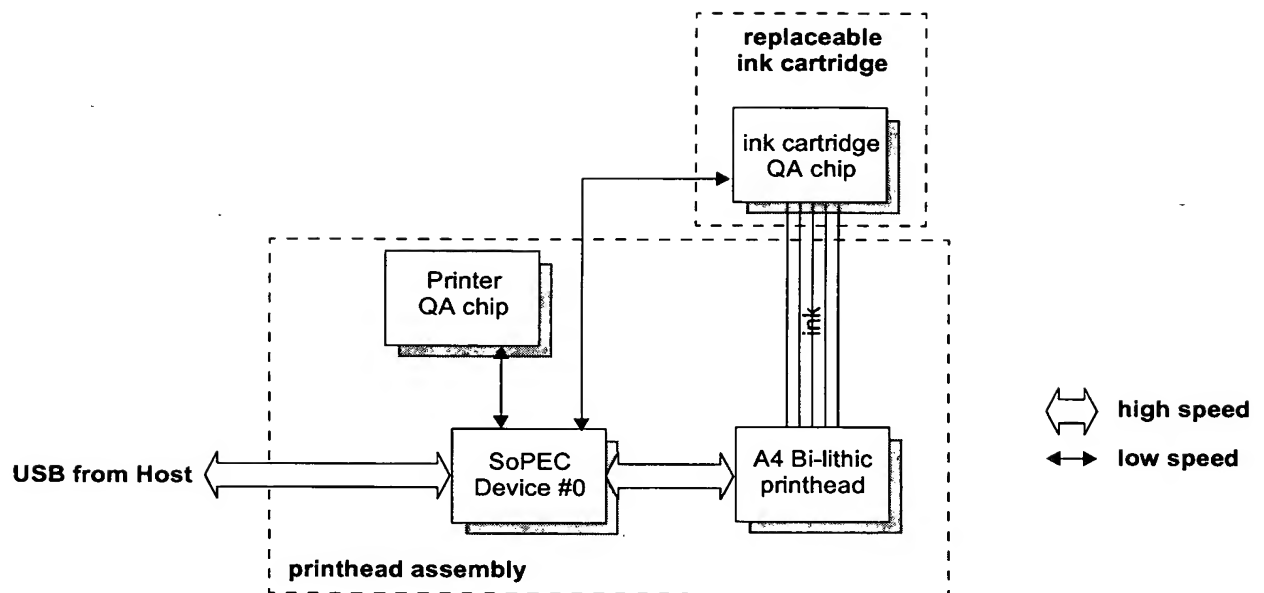 replaceable
ink cartridge
ink cartridge
QA chip
Printer
QA chip
ink
high speed
low speed
USB from Host
SoPEC
Device #0
A4 Bi-lithic
printhead
printhead assembly